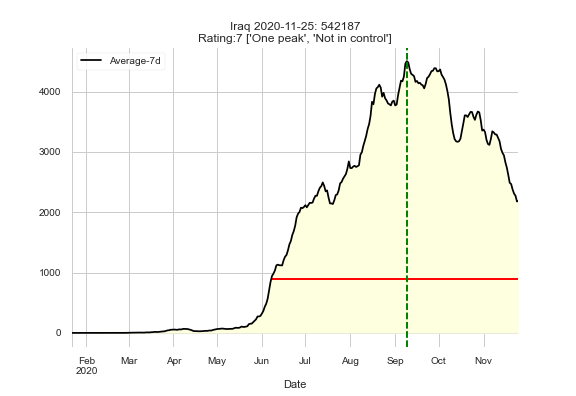 Iraq 2020-11-25: 542187
Rating:7 ['One peak', 'Not in control']
Average-7d
4000
3000
2000
1000
0
Feb Mar Apr May Jun Jul Aug Sep Oct Nov
2020
Date